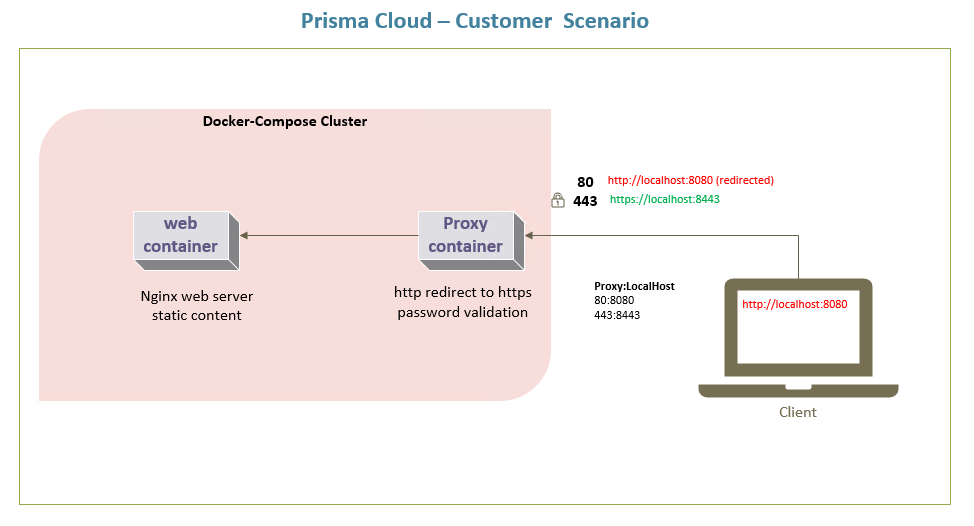 Prisma Cloud – Customer Scenario
Docker-Compose Cluster
80 http://localhost:8080 (redirected)
1 443 https://localhost:8443
web
container
Proxy
container
Nginx web server
static content
http redirect to https
password validation
Proxy:LocalHost
80:8080
443:8443
http://localhost:8080
Client